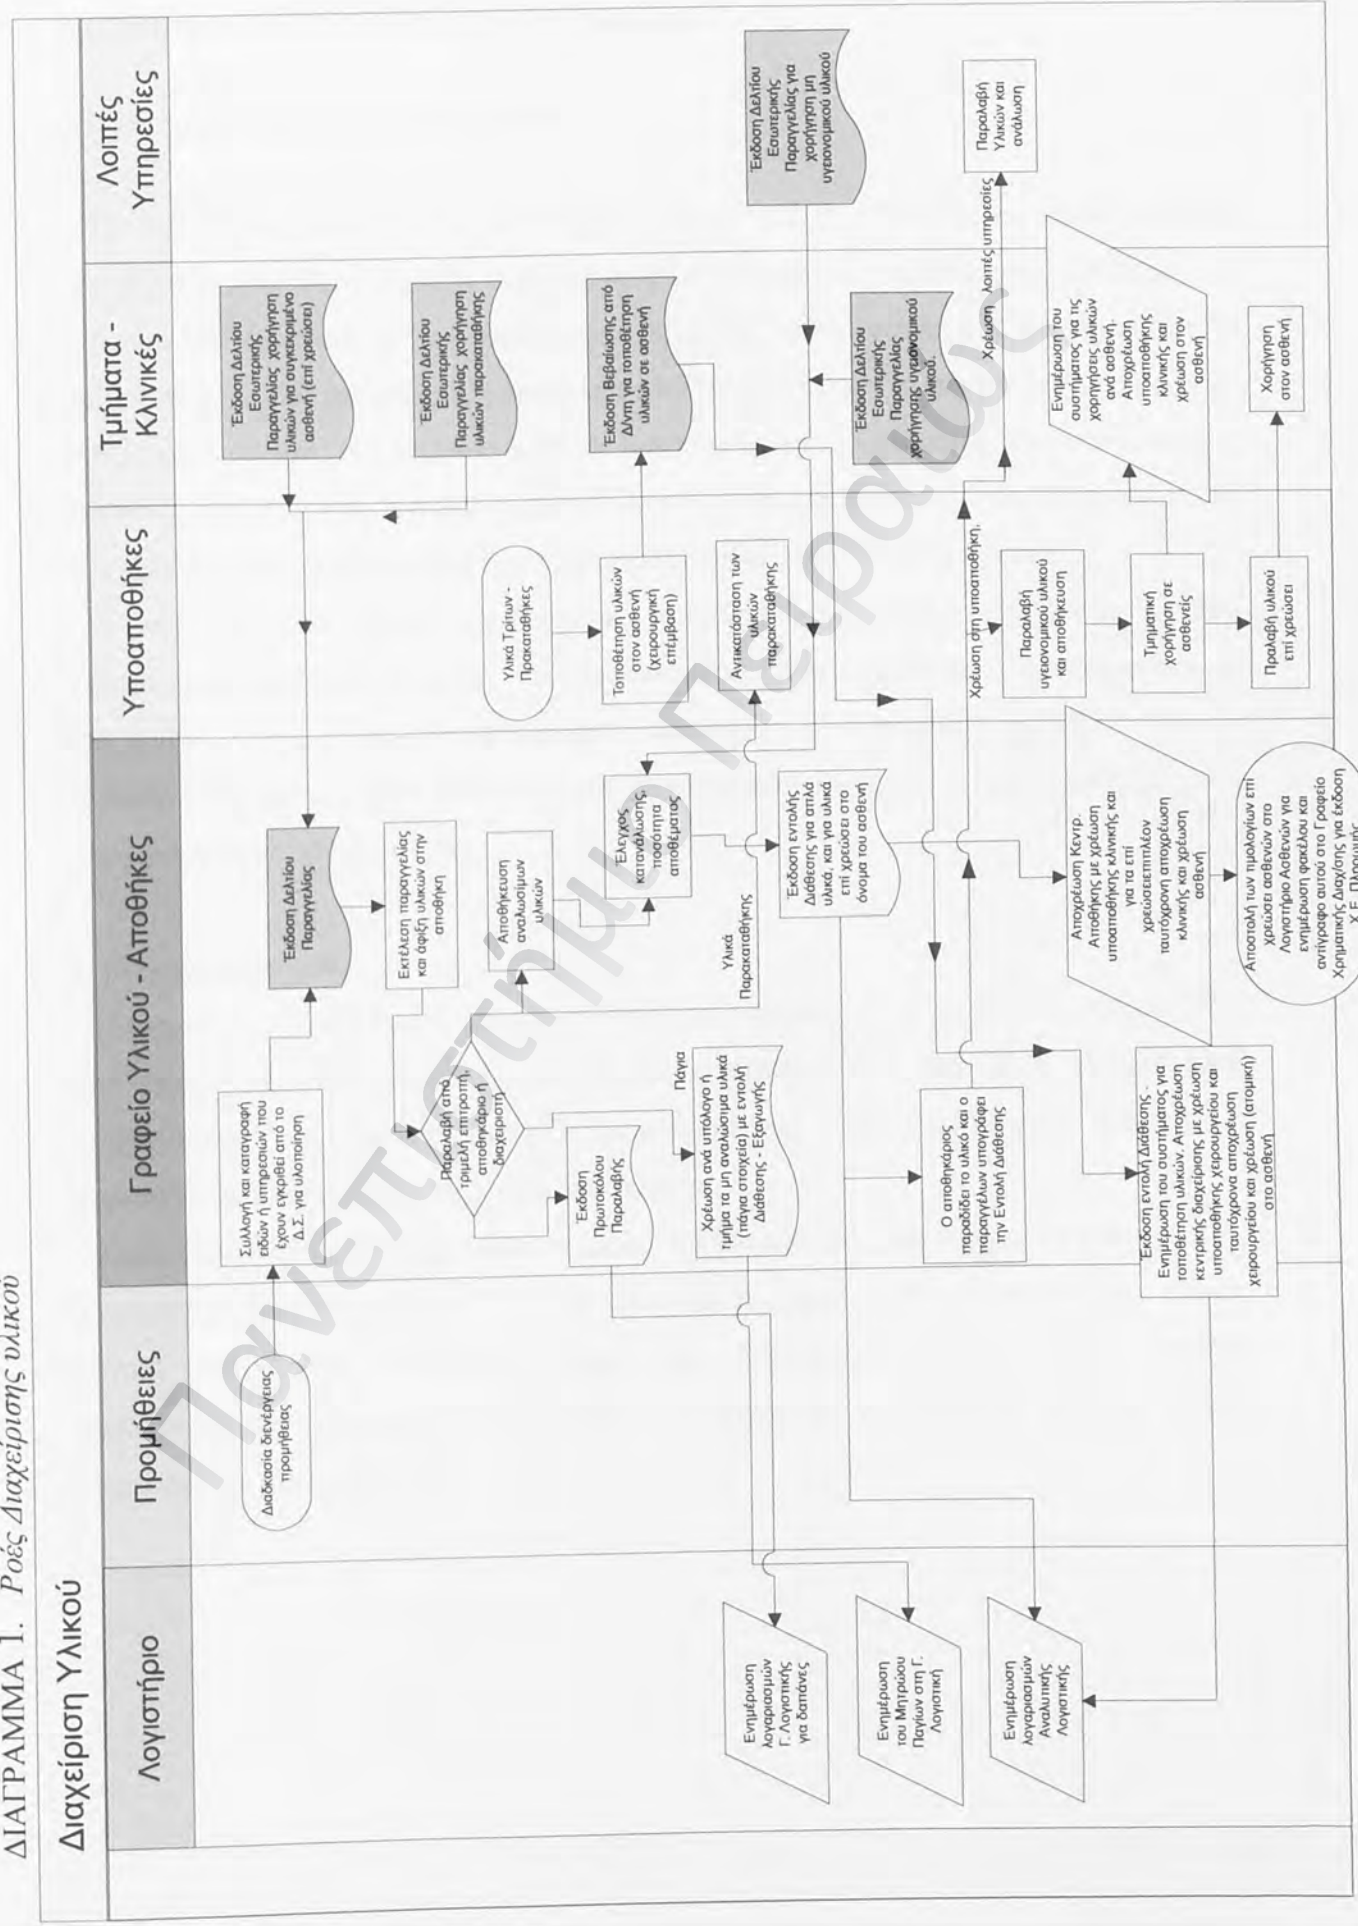 ΔΙΑΓΡΑΜΜΑ 1. Ροές Διαχείρισης υλικού
Διαχείριση Υλικού
Λογιστήριο
Προμήθειες
Γραφείο Υλικού - Αποθήκες
Υποαποθήκες
Τμήματα -
Κλινικές
Λοιπές
Υπηρεσίες
Διαδκασία διενέργειας
προμήθειας
Συλλογή και καταγραφή
ειδών ή υπηρεσιών που
έχουν εγκριθεί από το
Δ.Σ. για υλοποίηση
Έκδοση Δελτίου
Παραγγελίας
Έκδοση Δελτίου
Εσωτερικής
Παραγγελίας χορήγηση
υλικών για συγκεκριμένο
ασθενή (επί χρεώσει)
Εκτέλεση παραγγελίας
και άφιξη υλικών στην
αποθήκη
Έκδοση Δελτίου
Εσωτερικής
Παραγγελίας χορήγηση
υλικών παρακαταθήκης
Παραλαβή από
τριμελή επιτροπή,
αποθηκάριο ή
διαχειριστή
Αποθήκευση
αναλωσίμων
υλικών
Υλικά Τρίτων -
Πρακαταθήκες
Έκδοση
Πρωτοκόλου
Παραλαβής
Έλεγχος
κατανάλωσης,
ποσότητα
αποθέματος
Τοποθέτηση υλικών
στον ασθενή
(χειρουργική
επέμβαση)
Έκδοση Βεβαίωσης από
Δ/ντη για τοποθέτηση
υλικών σε ασθενή
Πάγια
Χρέωση ανά υπόλογο ή
τμήμα τα μη αναλώσιμα υλικά
(πάγια στοιχεία) με εντολή
Διάθεσης - Εξαγωγής
Υλικά
Παρακαταθήκης
Αντικατάσταση των
υλικών
παρακαταθήκης
Έκδοση Δελτίου
Εσωτερικής
Παραγγελίας για
χορήγηση μη
υγειονομικού υλικού
Ενημέρωση
λογαριασμών
Γ. Λογιστικής
για δαπάνες
Έκδοση εντολής
Διάθεσης για απλά
υλικά, και για υλικά
επί χρεώσει στο
όνομα του ασθενή
Έκδοση Δελτίου
Εσωτερικής
Παραγγελίας
χορήγησης υγειονομικού
υλικού.
Ενημέρωση
του Μητρώου
Παγίων στη Γ.
Λογιστική
Ο αποθηκάριος
παραδίδει το υλικό και ο
παραγγέλων υπογράφει
την Εντολή Διάθεσης
Χρέωση στη υποαποθήκη.
Χρέωση λοιπές υπηρεσίες
Παραλαβή
Υλικών και
ανάλωση
Ενημέρωση
λογαριασμών
Αναλυτικής
Λογιστικής
Παραλαβή
υγειονομικού υλικού
και αποθήκευση
Αποχρέωση Κεντρ.
Αποθήκης με χρέωση
υποαποθήκης κλινικής και
για τα επί
χρεώσειεπιπλέον
ταυτόχρονη αποχρέωση
κλινικής και χρέωση
ασθενή
Ενημέρωση του
συστήματος για τις
χορηγήσεις υλικών
ανά ασθενή.
Αποχρέωση
υποαποθήκης
κλινικής και
χρέωση στον
ασθενή
Τμηματική
χορήγηση σε
ασθενείς
Έκδοση εντολή Διάθεσης -
Ενημέρωση του συστήματος για
τοποθέτηση υλικών. Αποχρέωση
κεντρικής διαχείρισης με χρέωση
υποαποθήκης χειρουργείου και
ταυτόχρονα αποχρέωση
χειρουργείου και χρέωση (ατομική)
στο ασθενή
Αποστολή των τιμολογίων επί
χρεώσει ασθενών στο
Λογιστήριο Ασθενών για
ενημέρωση φακέλου και
αντίγραφο αυτού στο Γραφείο
Χρηματικής Διαχ/σης για έκδοση
Χ.Ε. Πληρωμής
Πραλαβή υλικού
επί χρεώσει
Χορήγηση
στον ασθενή
Πανεπιστήμιο Πειραιώς